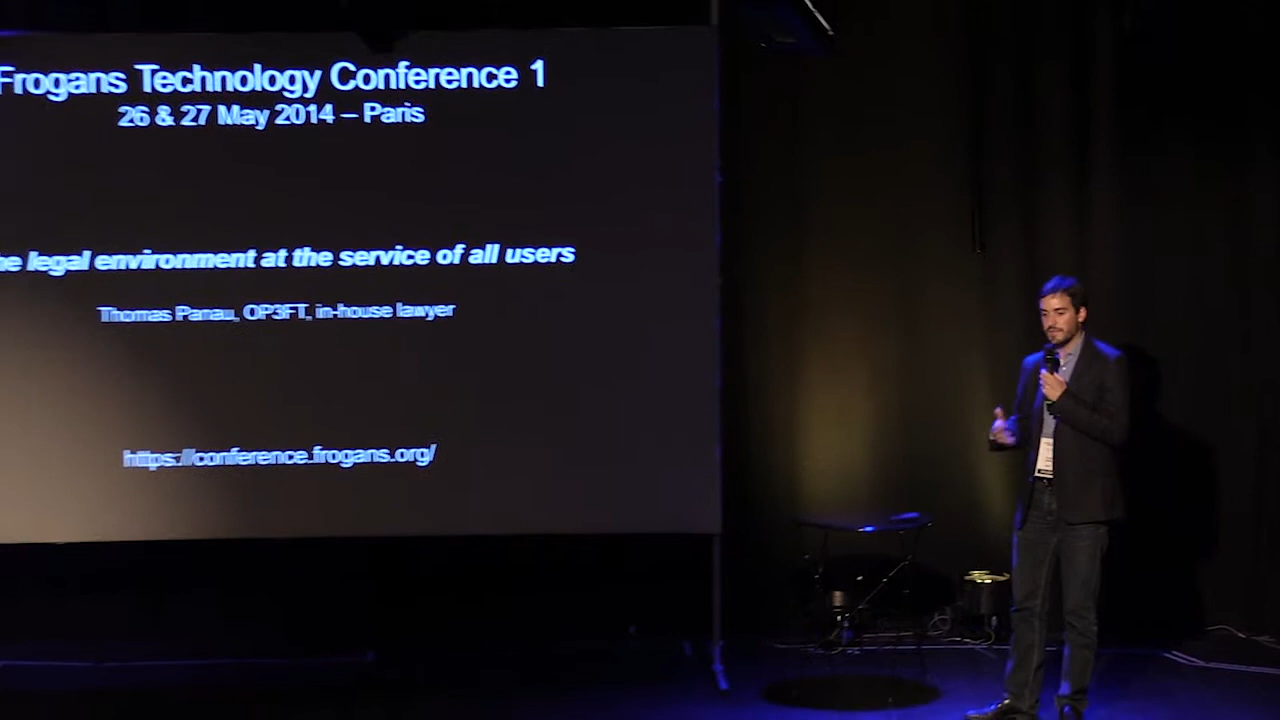 Frogans Technology Conference 1
26 & 27 May 2014 – Paris
he legal environment at the service of all users
Thomas Panau, OP3FT, in-house lawyer
https://conference.frogans.org/